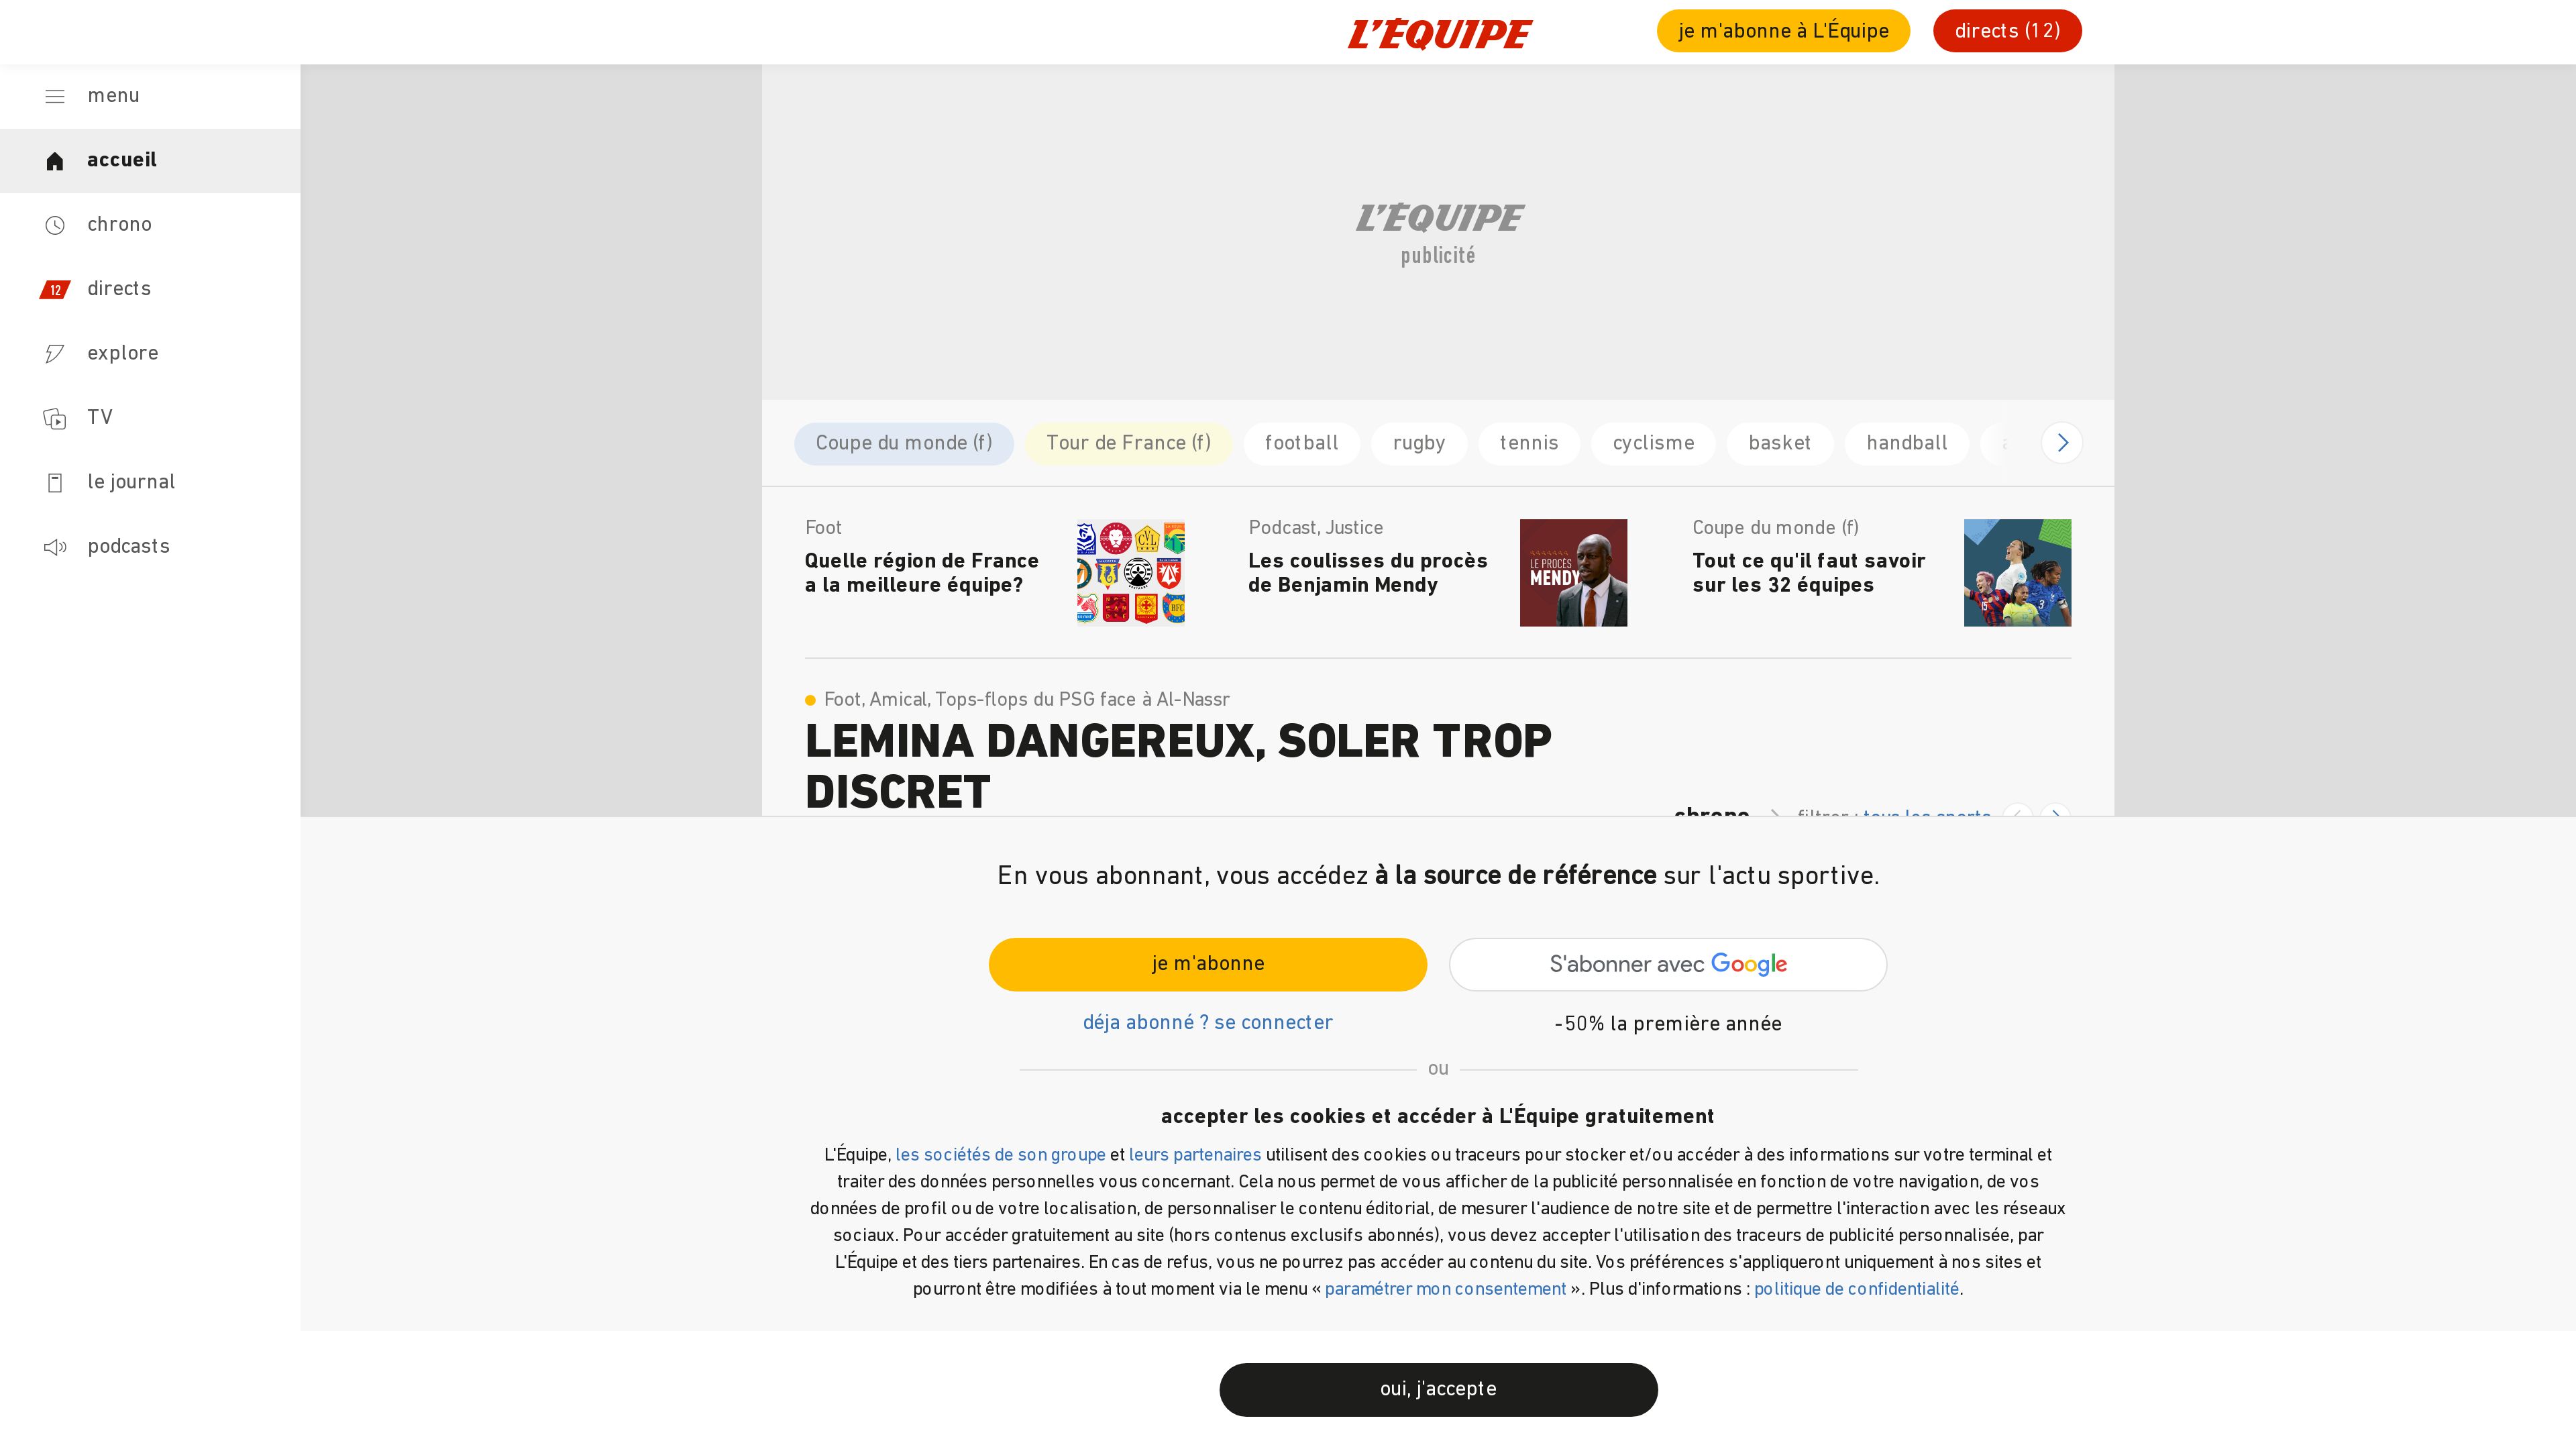 L'ÉQUIPE
je m'abonne à L'Équipe
directs (12)
menu
accueil
chrono
12
directs
explore
TV
le journal
podcasts
L'ÉQUIPE
publicité
Coupe du monde (f)
Tour de France (f)
football
rugby
tennis
cyclisme
basket
handball
Foot
Quelle région de France
a la meilleure équipe?
Podcast, Justice
Les coulisses du procès
de Benjamin Mendy
LE PROCÈS
MENDY
Coupe du monde (f)
Tout ce qu'il faut savoir
sur les 32 équipes
Foot, Amical, Tops-flops du PSG face à Al-Nassr
LEMINA DANGEREUX, SOLER TROP
DISCRET
chrono
filtrer : tous les sports
En vous abonnant, vous accédez à la source de référence sur l'actu sportive.
je m'abonne
S'abonner avec Google
déja abonné ? se connecter
-50% la première année
ou
accepter les cookies et accéder à L'Équipe gratuitement
L'Équipe, les sociétés de son groupe et leurs partenaires utilisent des cookies ou traceurs pour stocker et/ou accéder à des informations sur votre terminal et
traiter des données personnelles vous concernant. Cela nous permet de vous afficher de la publicité personnalisée en fonction de votre navigation, de vos
données de profil ou de votre localisation, de personnaliser le contenu éditorial, de mesurer l'audience de notre site et de permettre l'interaction avec les réseaux
sociaux. Pour accéder gratuitement au site (hors contenus exclusifs abonnés), vous devez accepter l'utilisation des traceurs de publicité personnalisée, par
L'Équipe et des tiers partenaires. En cas de refus, vous ne pourrez pas accéder au contenu du site. Vos préférences s'appliqueront uniquement à nos sites et
pourront être modifiées à tout moment via le menu « paramétrer mon consentement ». Plus d'informations : politique de confidentialité.
oui, j'accepte